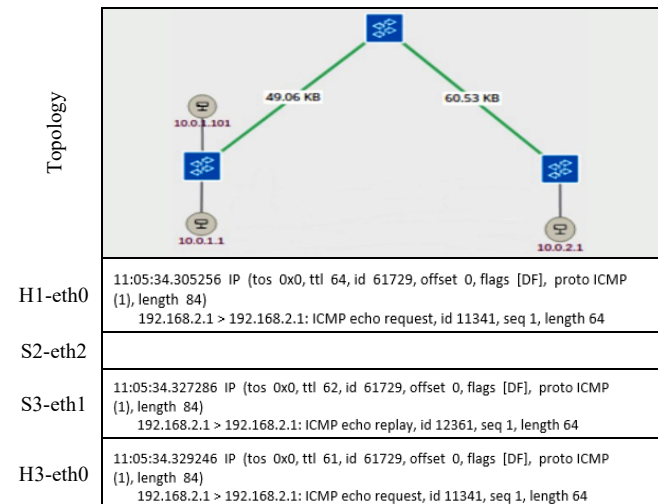 Topology
49.06 KB
60.53 KB
10.0.1.101
10.0.1.1
10.0.2.1
H1-eth0
11:05:34.305256 IP (tos 0x0, ttl 64, id 61729, offset 0, flags [DF], proto ICMP
(1), length 84)
192.168.2.1 > 192.168.2.1: ICMP echo request, id 11341, seq 1, length 64
S2-eth2
S3-eth1
11:05:34.327286 IP (tos 0x0, ttl 62, id 61729, offset 0, flags [DF], proto ICMP
(1), length 84)
192.168.2.1 > 192.168.2.1: ICMP echo replay, id 12361, seq 1, length 64
H3-eth0
11:05:34.329246 IP (tos 0x0, ttl 61, id 61729, offset 0, flags [DF], proto ICMP
(1), length 84)
192.168.2.1 > 192.168.2.1: ICMP echo request, id 11341, seq 1, length 64